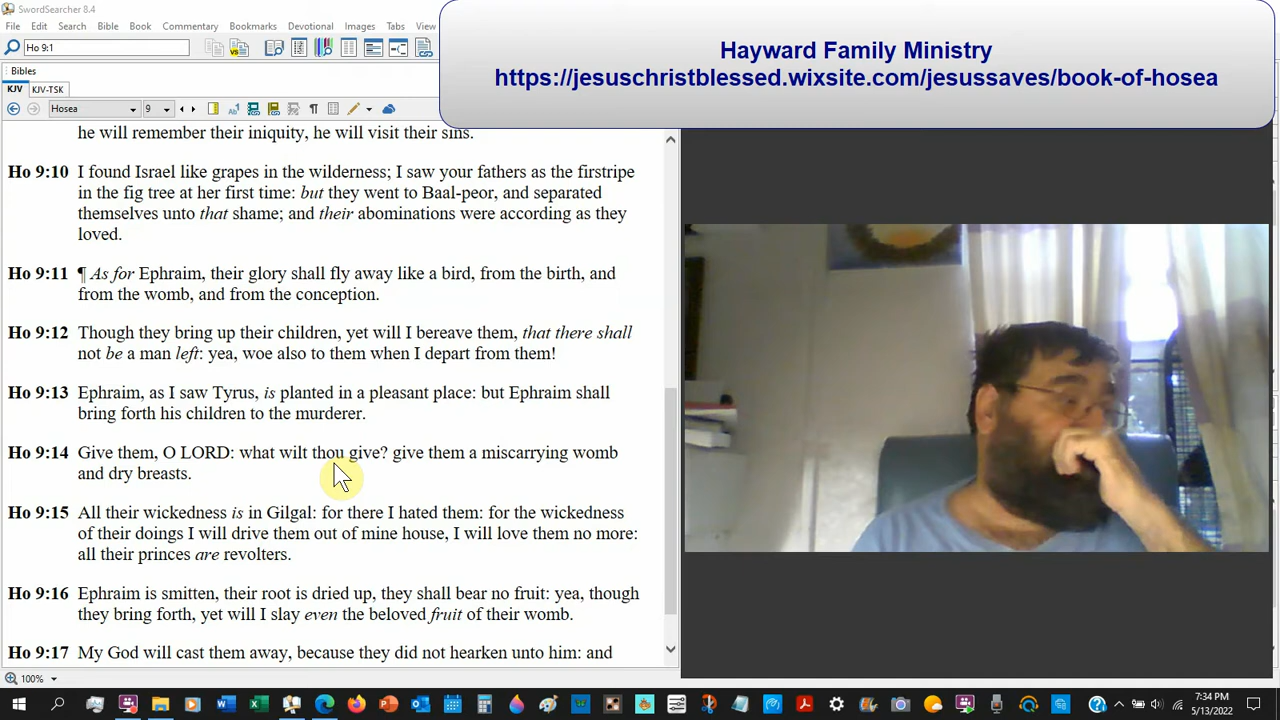 SwordSearcher 8.4
File Edit Search Bible Book Commentary Bookmarks Devotional Images Tabs View
Ho 9:1
Hayward Family Ministry
https://jesuschristblessed.wixsite.com/jesussaves/book-of-hosea
Bibles
KJV KJV-TSK
Hosea 9
he will remember their iniquity, he will visit their sins.
Ho 9:10 I found Israel like grapes in the wilderness; I saw your fathers as the firstripe
in the fig tree at her first time: but they went to Baal-peor, and separated
themselves unto that shame; and their abominations were according as they
loved.
Ho 9:11 ¶ As for Ephraim, their glory shall fly away like a bird, from the birth, and
from the womb, and from the conception.
Ho 9:12 Though they bring up their children, yet will I bereave them, that there shall
not be a man left: yea, woe also to them when I depart from them!
Ho 9:13 Ephraim, as I saw Tyrus, is planted in a pleasant place: but Ephraim shall
bring forth his children to the murderer.
Ho 9:14 Give them, O LORD: what wilt thou give? give them a miscarrying womb
and dry breasts.
Ho 9:15 All their wickedness is in Gilgal: for there I hated them: for the wickedness
of their doings I will drive them out of mine house, I will love them no more:
all their princes are revolters.
Ho 9:16 Ephraim is smitten, their root is dried up, they shall bear no fruit: yea, though
they bring forth, yet will I slay even the beloved fruit of their womb.
Ho 9:17 My God will cast them away, because they did not hearken unto him: and
100%
7:34 PM
5/13/2022